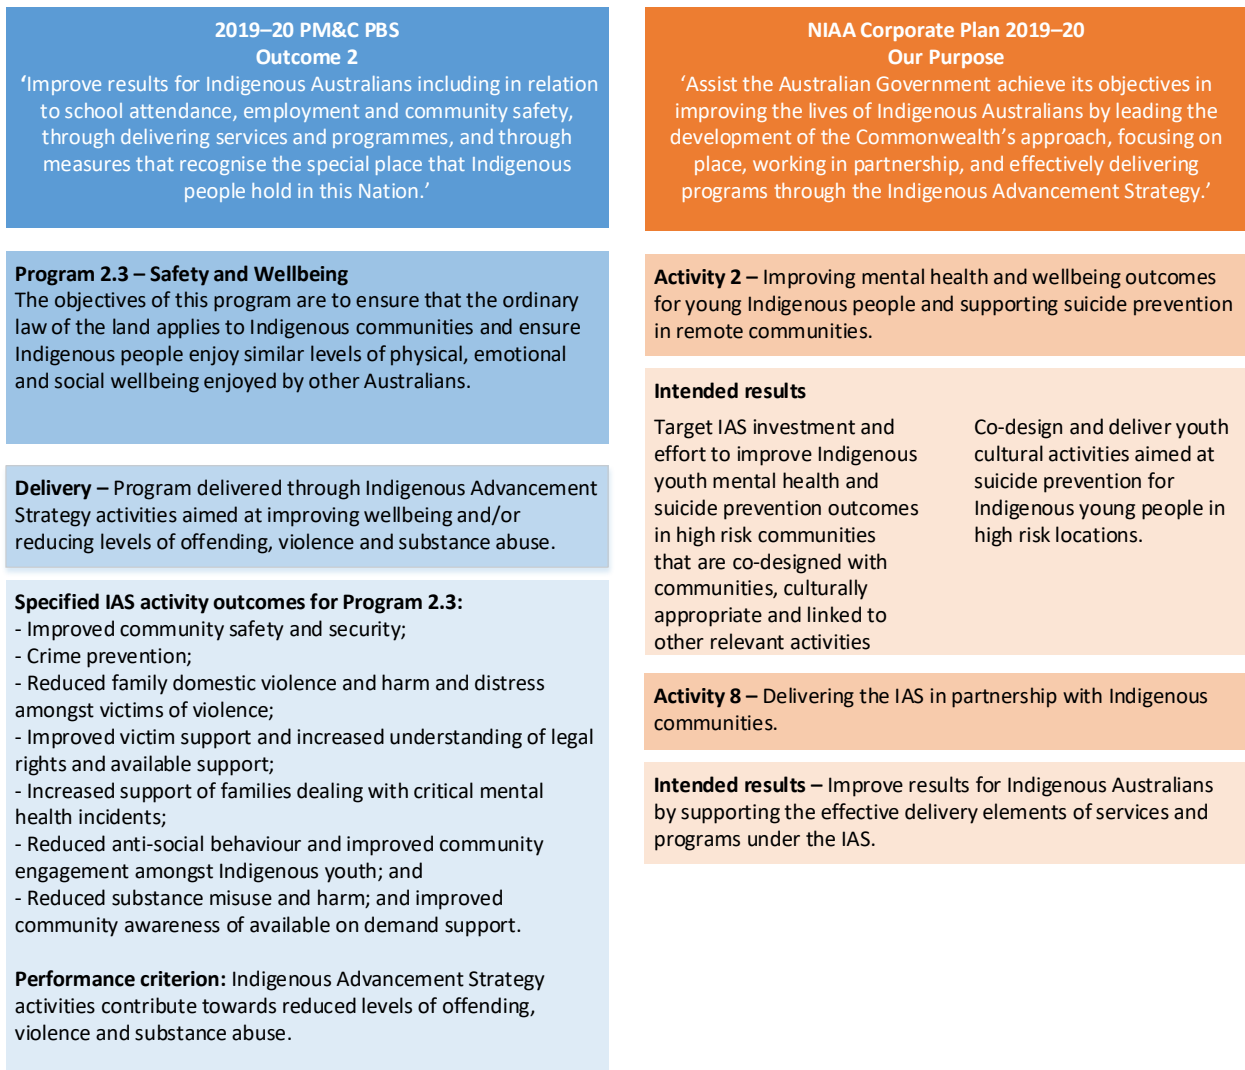 2019–20 PM&C PBS
Outcome 2
‘Improve results for Indigenous Australians including in relation
to school attendance, employment and community safety,
through delivering services and programmes, and through
measures that recognise the special place that Indigenous
people hold in this Nation.’
Program 2.3 – Safety and Wellbeing
The objectives of this program are to ensure that the ordinary
law of the land applies to Indigenous communities and ensure
Indigenous people enjoy similar levels of physical, emotional
and social wellbeing enjoyed by other Australians.
Delivery – Program delivered through Indigenous Advancement
Strategy activities aimed at improving wellbeing and/or
reducing levels of offending, violence and substance abuse.
Specified IAS activity outcomes for Program 2.3:
- Improved community safety and security;
- Crime prevention;
- Reduced family domestic violence and harm and distress
amongst victims of violence;
- Improved victim support and increased understanding of legal
rights and available support;
- Increased support of families dealing with critical mental
health incidents;
- Reduced anti-social behaviour and improved community
engagement amongst Indigenous youth; and
- Reduced substance misuse and harm; and improved
community awareness of available on demand support.
Performance criterion: Indigenous Advancement Strategy
activities contribute towards reduced levels of offending,
violence and substance abuse.
NIAA Corporate Plan 2019–20
Our Purpose
‘Assist the Australian Government achieve its objectives in
improving the lives of Indigenous Australians by leading the
development of the Commonwealth’s approach, focusing on
place, working in partnership, and effectively delivering
programs through the Indigenous Advancement Strategy.’
Activity 2 – Improving mental health and wellbeing outcomes
for young Indigenous people and supporting suicide prevention
in remote communities.
Intended results
Target IAS investment and
effort to improve Indigenous
youth mental health and
suicide prevention outcomes
in high risk communities
that are co-designed with
communities, culturally
appropriate and linked to
other relevant activities
Co-design and deliver youth
cultural activities aimed at
suicide prevention for
Indigenous young people in
high risk locations.
Activity 8 – Delivering the IAS in partnership with Indigenous
communities.
Intended results – Improve results for Indigenous Australians
by supporting the effective delivery elements of services and
programs under the IAS.